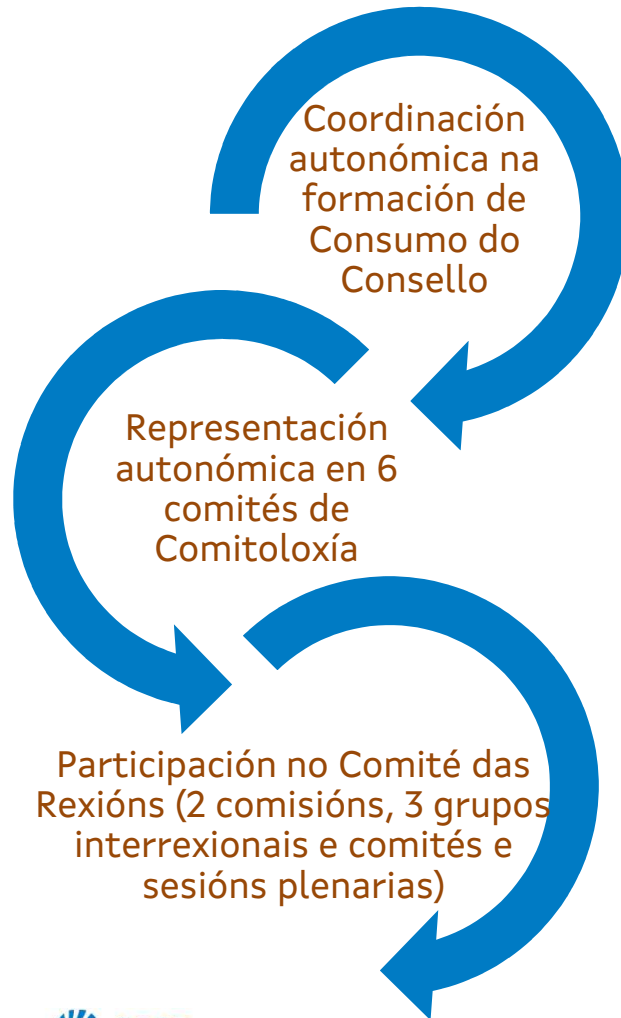 Coordinación
autonómica na
formación de
Consumo do
Consello
Representación
autonómica en 6
comités de
Comitoloxía
Participación no Comité das
Rexións (2 comisións, 3 grupos
interrexionais e comités e
sesións plenarias)